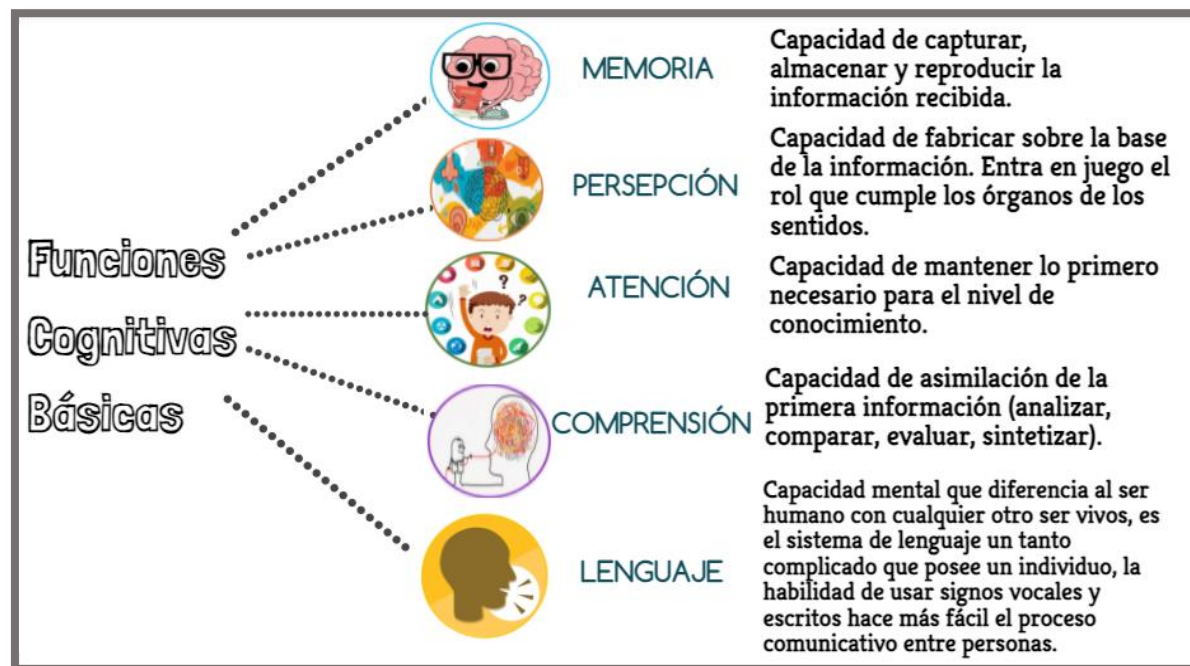 Funciones
Cognitivas
Básicas
MEMORIA
Capacidad de capturar,
almacenar y reproducir la
información recibida.
PERSEPCIÓN
Capacidad de fabricar sobre la base
de la información. Entra en juego el
rol que cumple los órganos de los
sentidos.
ATENCIÓN
Capacidad de mantener lo primero
necesario para el nivel de
conocimiento.
COMPRENSIÓN
Capacidad de asimilación de la
primera información (analizar,
comparar, evaluar, sintetizar).
LENGUAJE
Capacidad mental que diferencia al ser
humano con cualquier otro ser vivos, es
el sistema de lenguaje un tanto
complicado que posee un individuo, la
habilidad de usar signos vocales y
escritos hace más fácil el proceso
comunicativo entre personas.